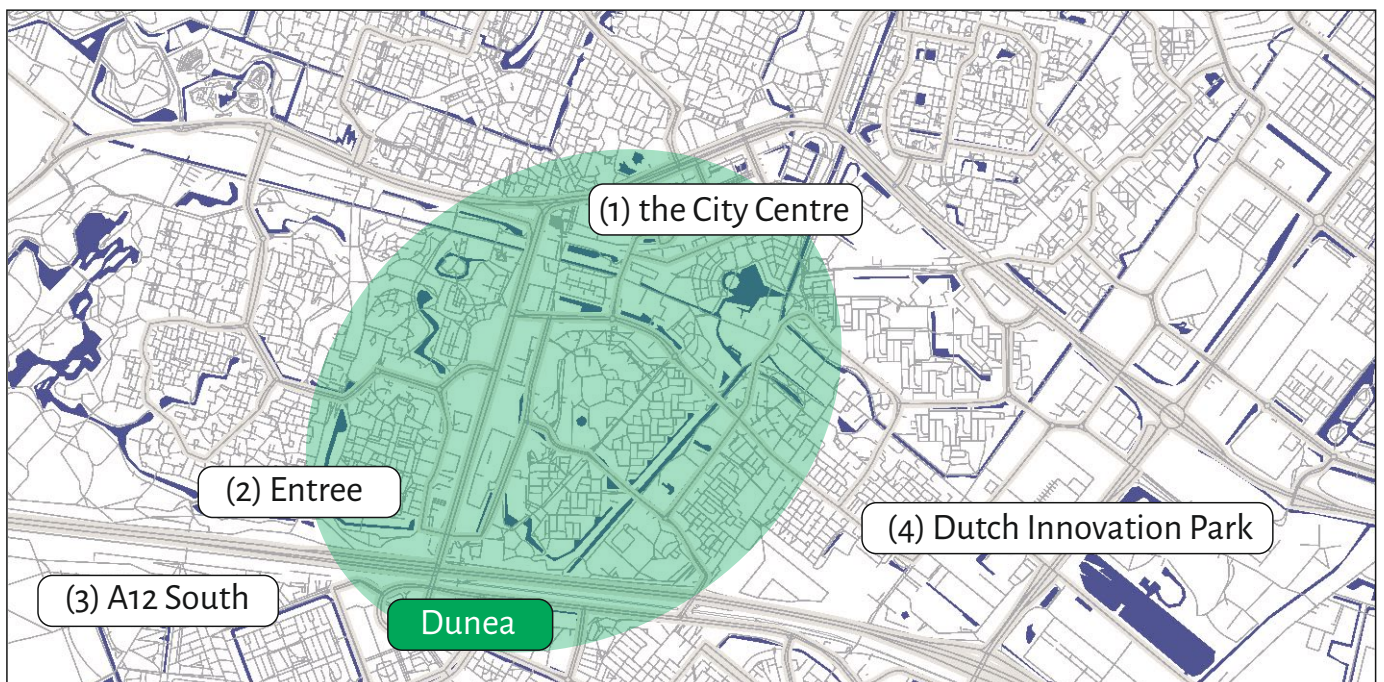 (1) the City Centre
(2) Entree
(4) Dutch Innovation Park
(3) A12 South
Dunea